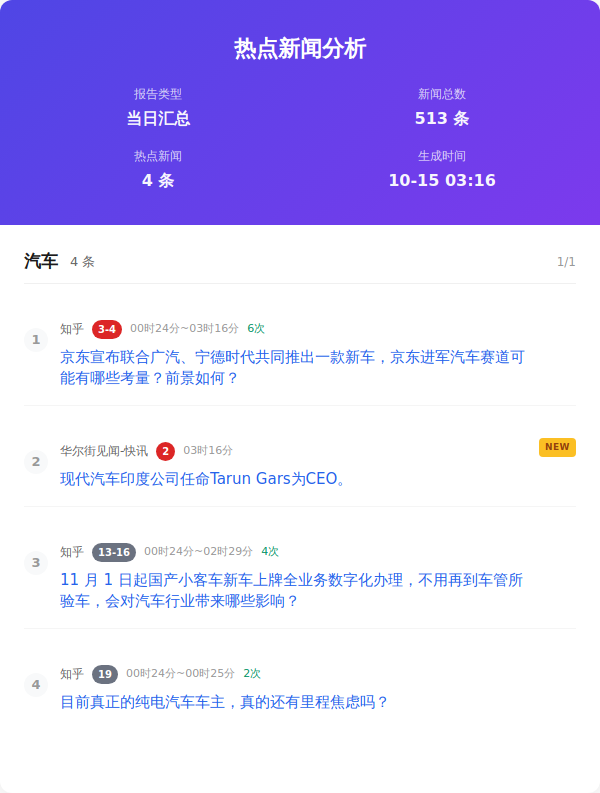 热点新闻分析
报告类型
新闻总数
当日汇总
513 条
热点新闻
生成时间
4 条
10-15 03:16
汽车 4 条 1/1
1 知乎 3-4 00时24分~03时16分 6次
京东宣布联合广汽、宁德时代共同推出一款新车，京东进军汽车赛道可
能有哪些考量？前景如何？
2 华尔街见闻-快讯 2 03时16分 NEW
现代汽车印度公司任命Tarun Gars为CEO。
3 知乎 13-16 00时24分~02时29分 4次
11 月 1 日起国产小客车新车上牌全业务数字化办理，不用再到车管所
验车，会对汽车行业带来哪些影响？
4 知乎 19 00时24分~00时25分 2次
目前真正的纯电汽车车主，真的还有里程焦虑吗？